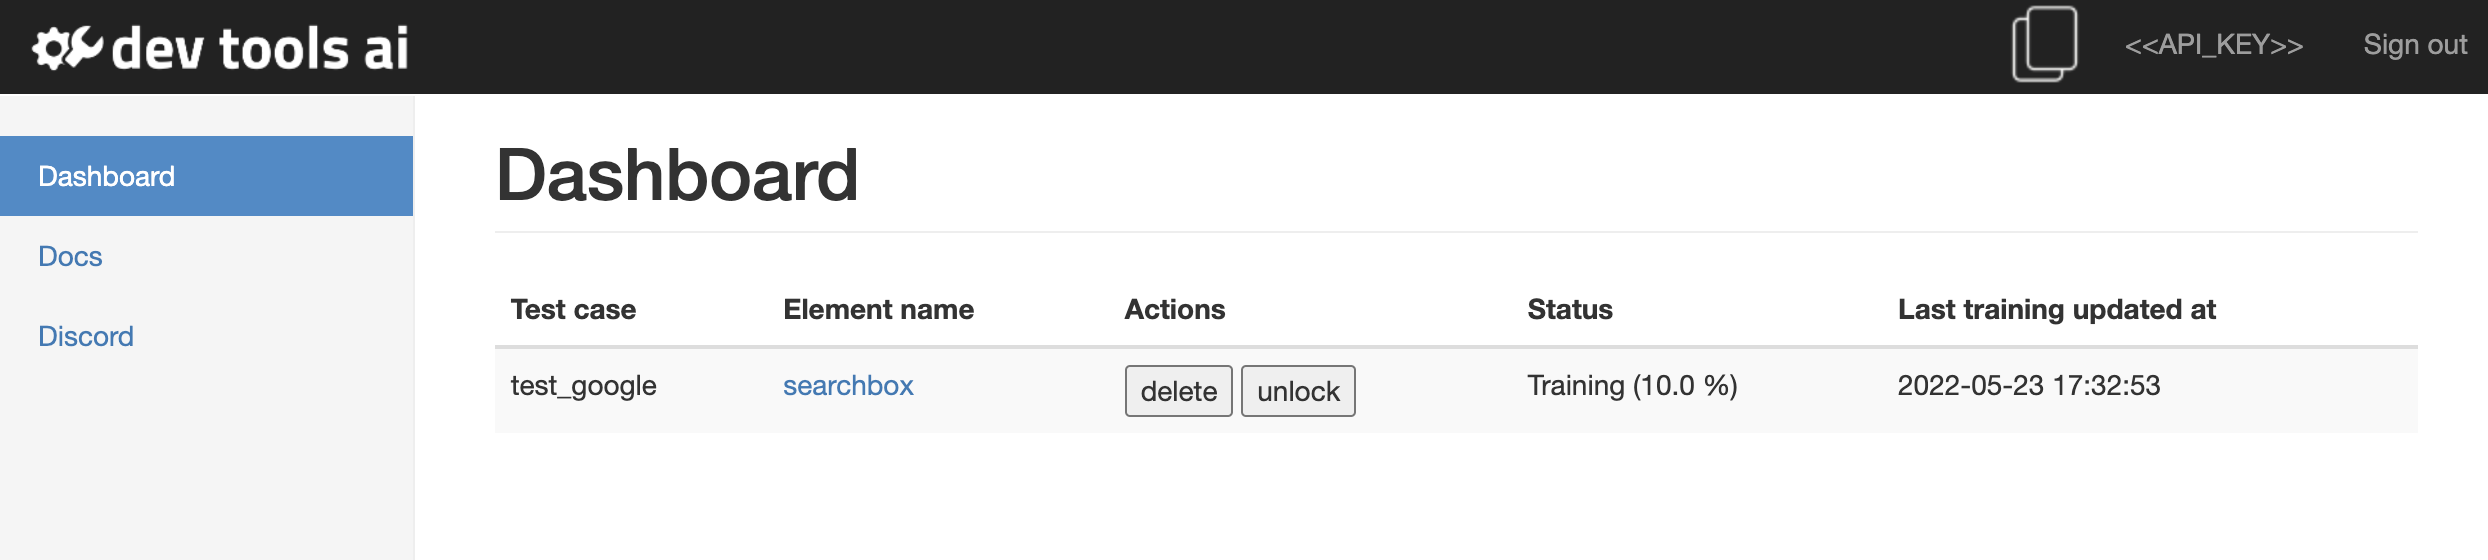 dev tools ai
<<API_KEY>> Sign out
Dashboard
Docs
Discord
Dashboard
Test case Element name Actions Status Last training updated at
test_google searchbox delete unlock Training (10.0 %) 2022-05-23 17:32:53